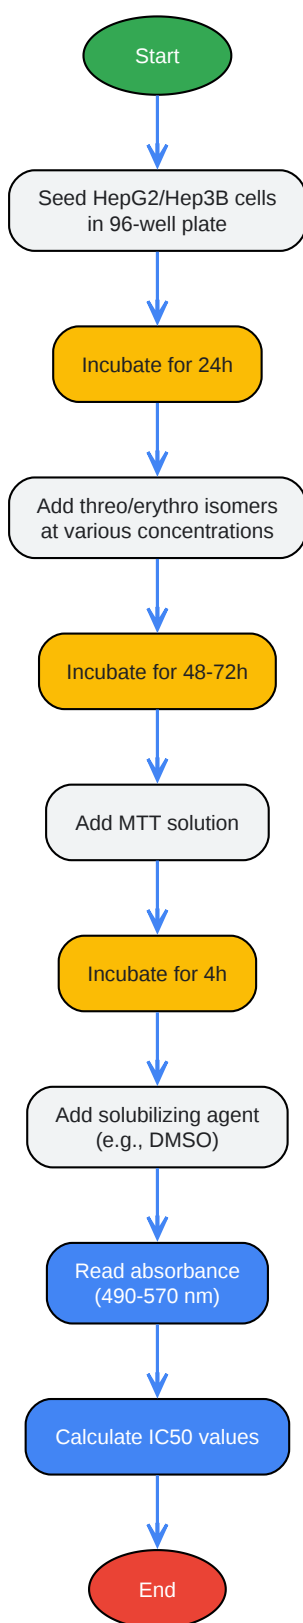 Start
Seed HepG2/Hep3B cells
in 96-well plate
Incubate for 24h
Add threo/erythro isomers
at various concentrations
Incubate for 48-72h
Add MTT solution
Incubate for 4h
Add solubilizing agent
(e.g., DMSO)
Read absorbance
(490-570 nm)
Calculate IC50 values
End